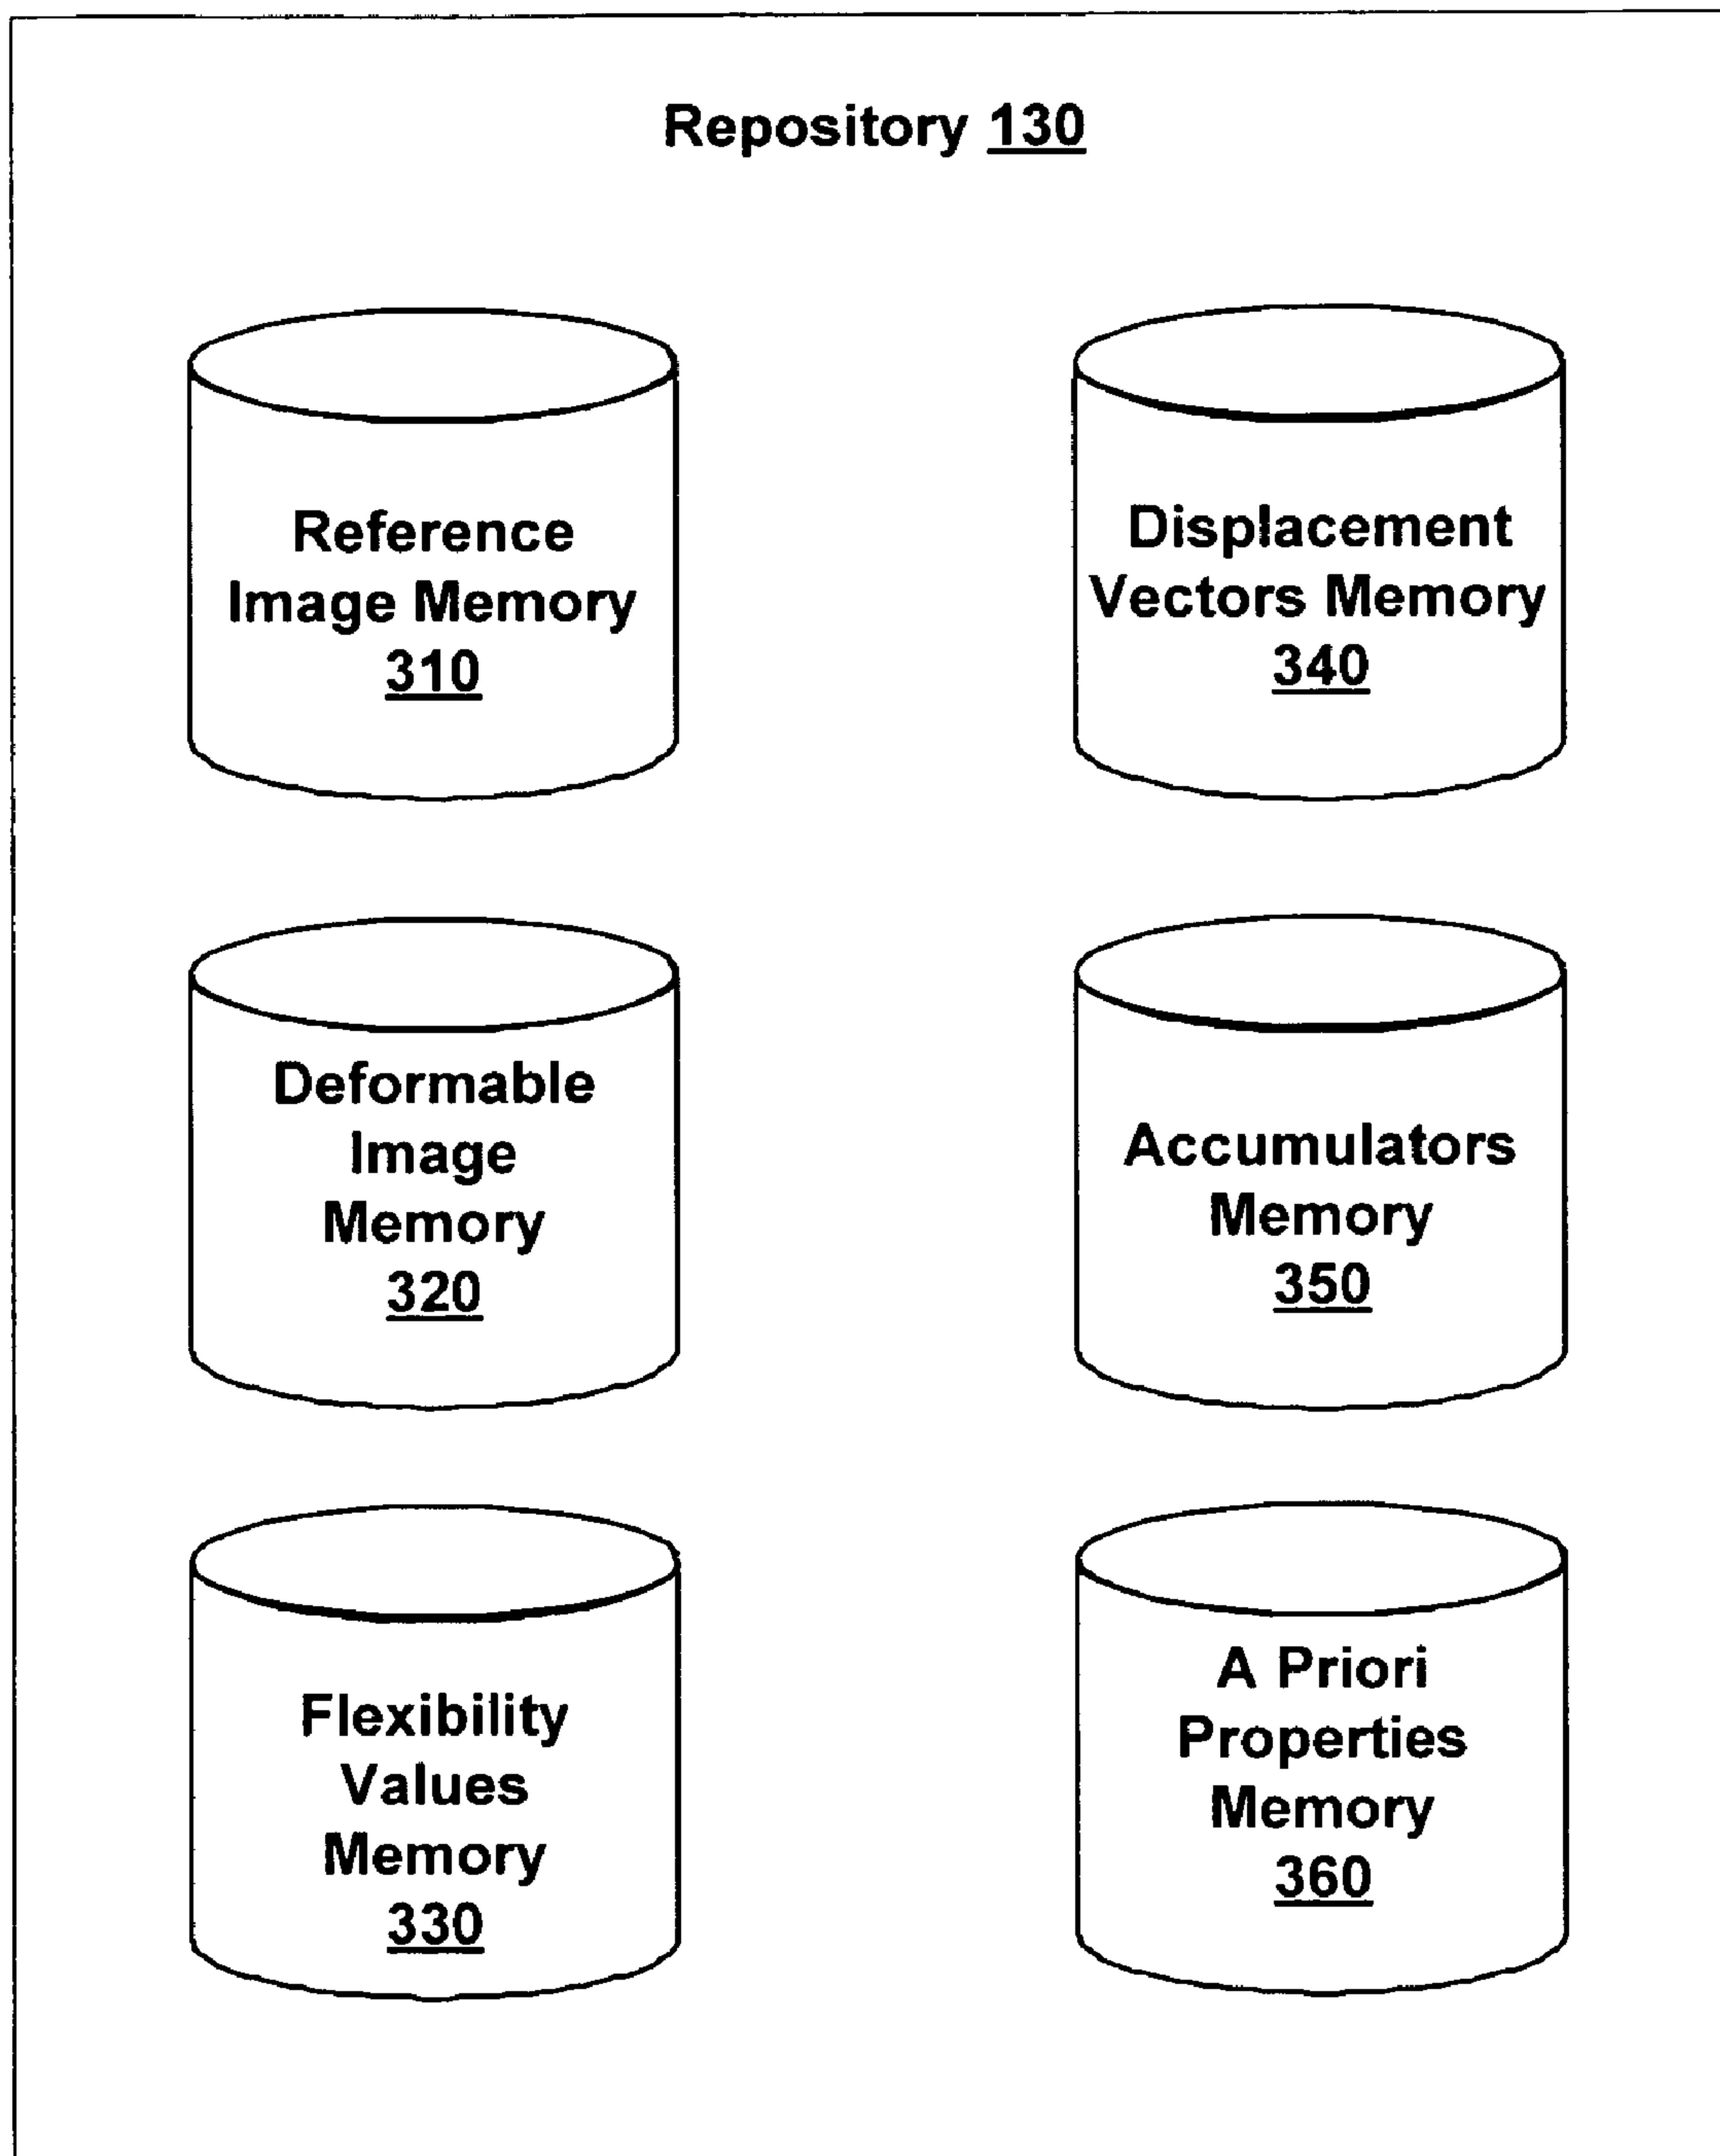 Repository 130
Reference
Image Memory
310
Displacement
Vectors Memory
340
Deformable
Image
Memory
320
Accumulators
Memory
350
Flexibility
Values
Memory
330
A Priori
Properties
Memory
360